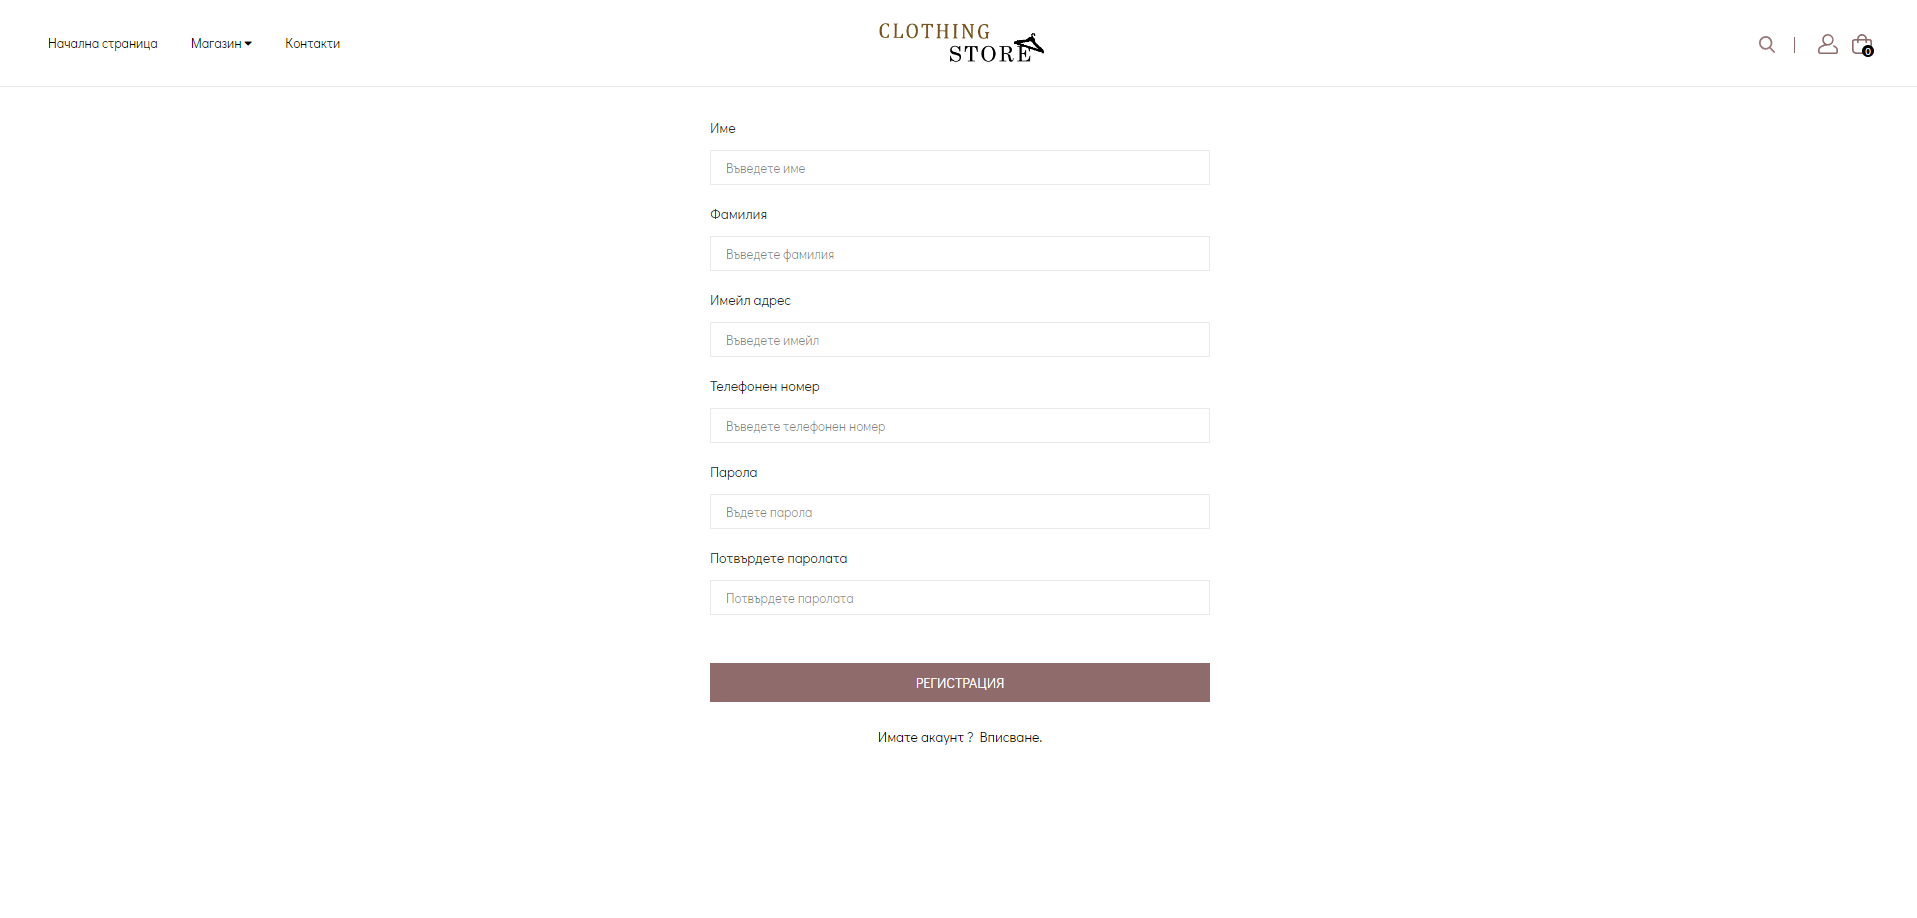 Начална страница
Магазин
Контакти
CLOTHING
STORE
0
Име
Въведете име
Фамилия
Въведете фамилия
Имейл адрес
Въведете имейл
Телефонен номер
Въведете телефонен номер
Парола
Въдете парола
Потвърдете паролата
Потвърдете паролата
РЕГИСТРАЦИЯ
Имате акаунт ? Вписване.